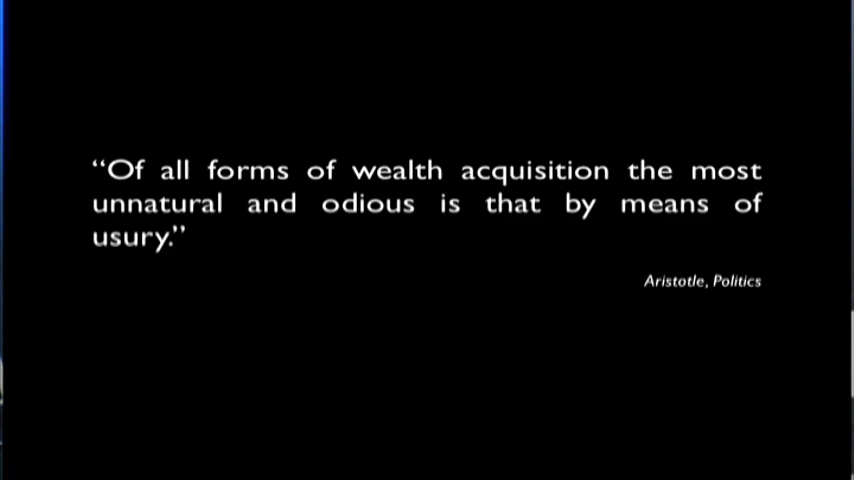 “Of all forms of wealth acquisition the most
unnatural and odious is that by means of
usury.”
Aristotle, Politics